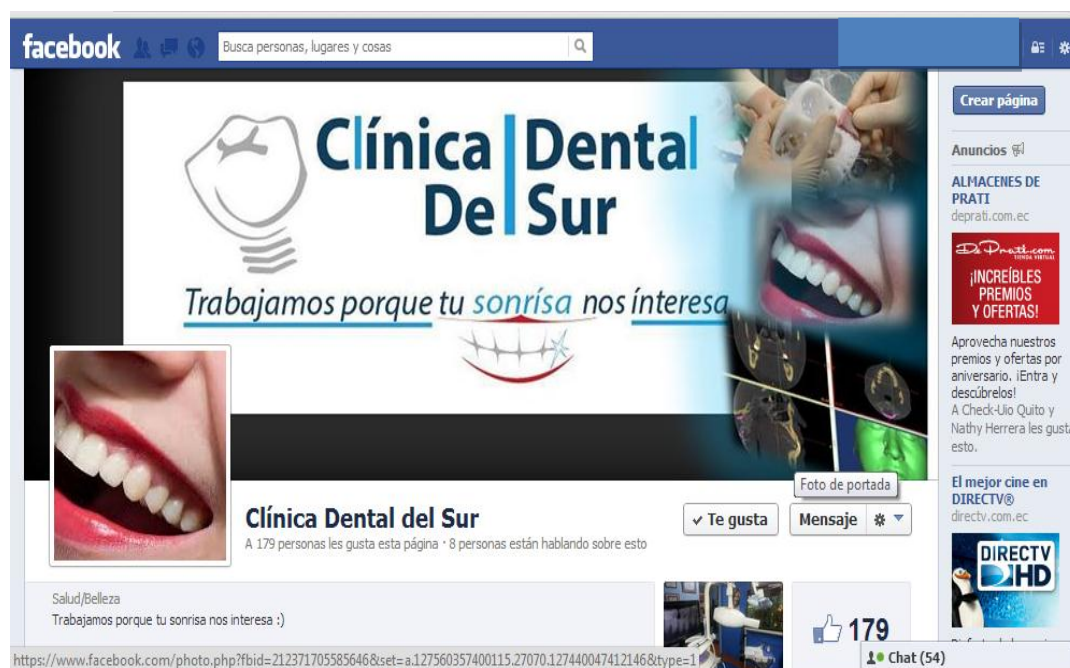 facebook
Busca personas, lugares y cosas
Clínica Dental
Del Sur
Trabajamos porque tu sonrísa nos ínteresa
Crear página
Anuncios
ALMACENES DE
PRATI
deprati.com.ec
De Prati.com
TIENDA VIRTUAL
¡INCREÍBLES
PREMIOS
Y OFERTAS!
Aprovecha nuestros
premios y ofertas por
aniversario. ¡Entra y
descúbrelos!
A Check-Uio Quito y
Nathy Herrera les gusta
esto.
El mejor cine en
DIRECTV®
directv.com.ec
DIRECTV
HD
Foto de portada
Clínica Dental del Sur
Te gusta
Mensaje
A 179 personas les gusta esta página · 8 personas están hablando sobre esto
Salud/Belleza
Trabajamos porque tu sonrisa nos interesa :)
179
https://www.facebook.com/photo.php?fbid=212371705585646&set=a.127560357400115.27070.127440047412146&type=1
Chat (54)